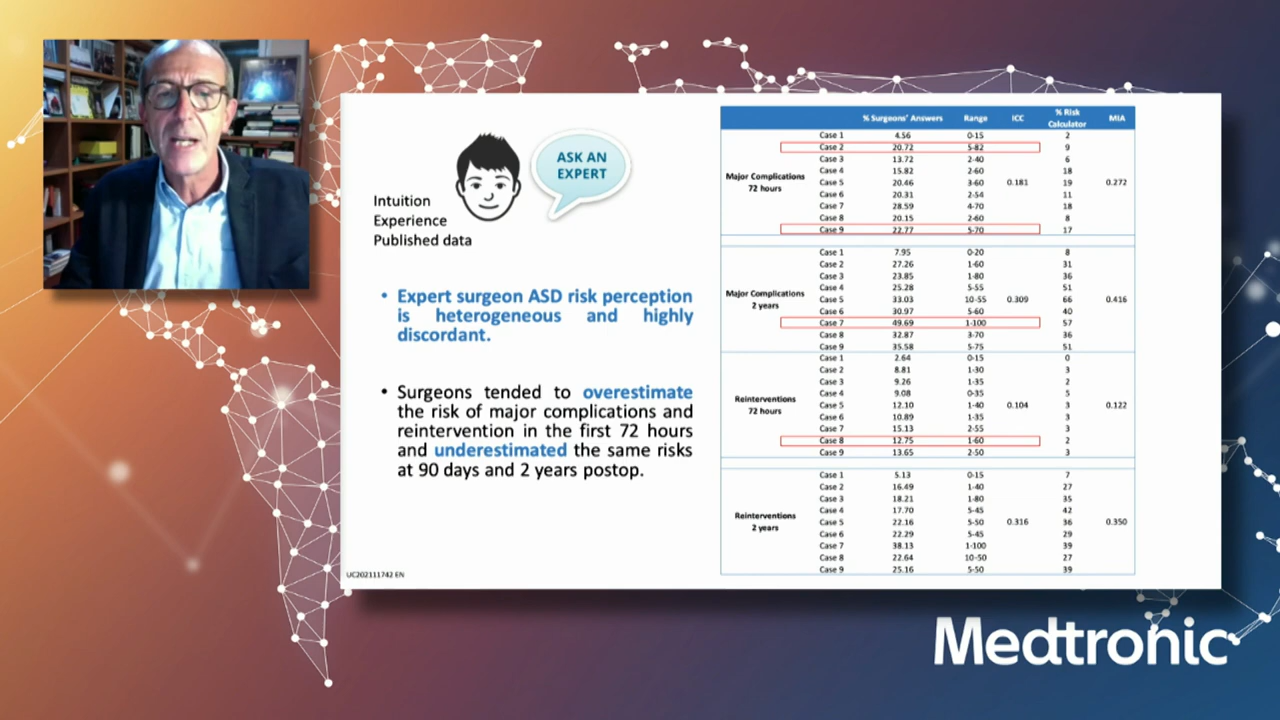 Intuition
Experience
Published data
ASK AN
EXPERT
• Expert surgeon ASD risk perception
is heterogeneous and highly
discordant.
• Surgeons tended to overestimate
the risk of major complications and
reintervention in the first 72 hours
and underestimated the same risks
at 90 days and 2 years postop.
UC202111742 EN
% Surgeons' Answers Range ICC % Risk Calculator MIA
Major Complications
72 hours
Case 1 4.56 0-15 2
Case 2 20.72 5-82 9
Case 3 13.72 2-40 6
Case 4 15.82 2-60 18
Case 5 20.46 3-60 0.181 19 0.272
Case 6 20.31 2-54 11
Case 7 28.59 4-70 18
Case 8 20.15 2-60 8
Case 9 22.77 5-70 17
Major Complications
2 years
Case 1 7.95 0-20 8
Case 2 27.26 1-60 31
Case 3 23.85 1-80 36
Case 4 25.28 5-55 51
Case 5 33.03 10-55 0.309 66 0.416
Case 6 30.97 5-60 40
Case 7 49.69 1-100 57
Case 8 32.87 3-70 36
Case 9 35.58 5-75 51
Reinterventions
72 hours
Case 1 2.64 0-15 0
Case 2 8.81 1-30 3
Case 3 9.26 1-35 2
Case 4 9.08 0-35 5
Case 5 12.10 1-40 0.104 3 0.122
Case 6 10.89 1-35 3
Case 7 15.13 2-55 3
Case 8 12.75 1-60 2
Case 9 13.65 2-50 3
Reinterventions
2 years
Case 1 5.13 0-15 7
Case 2 16.49 1-40 27
Case 3 18.21 1-80 35
Case 4 17.70 5-45 42
Case 5 22.16 5-50 0.316 36 0.350
Case 6 22.29 5-45 29
Case 7 38.13 1-100 39
Case 8 22.64 10-50 27
Case 9 25.16 5-50 39
Medtronic